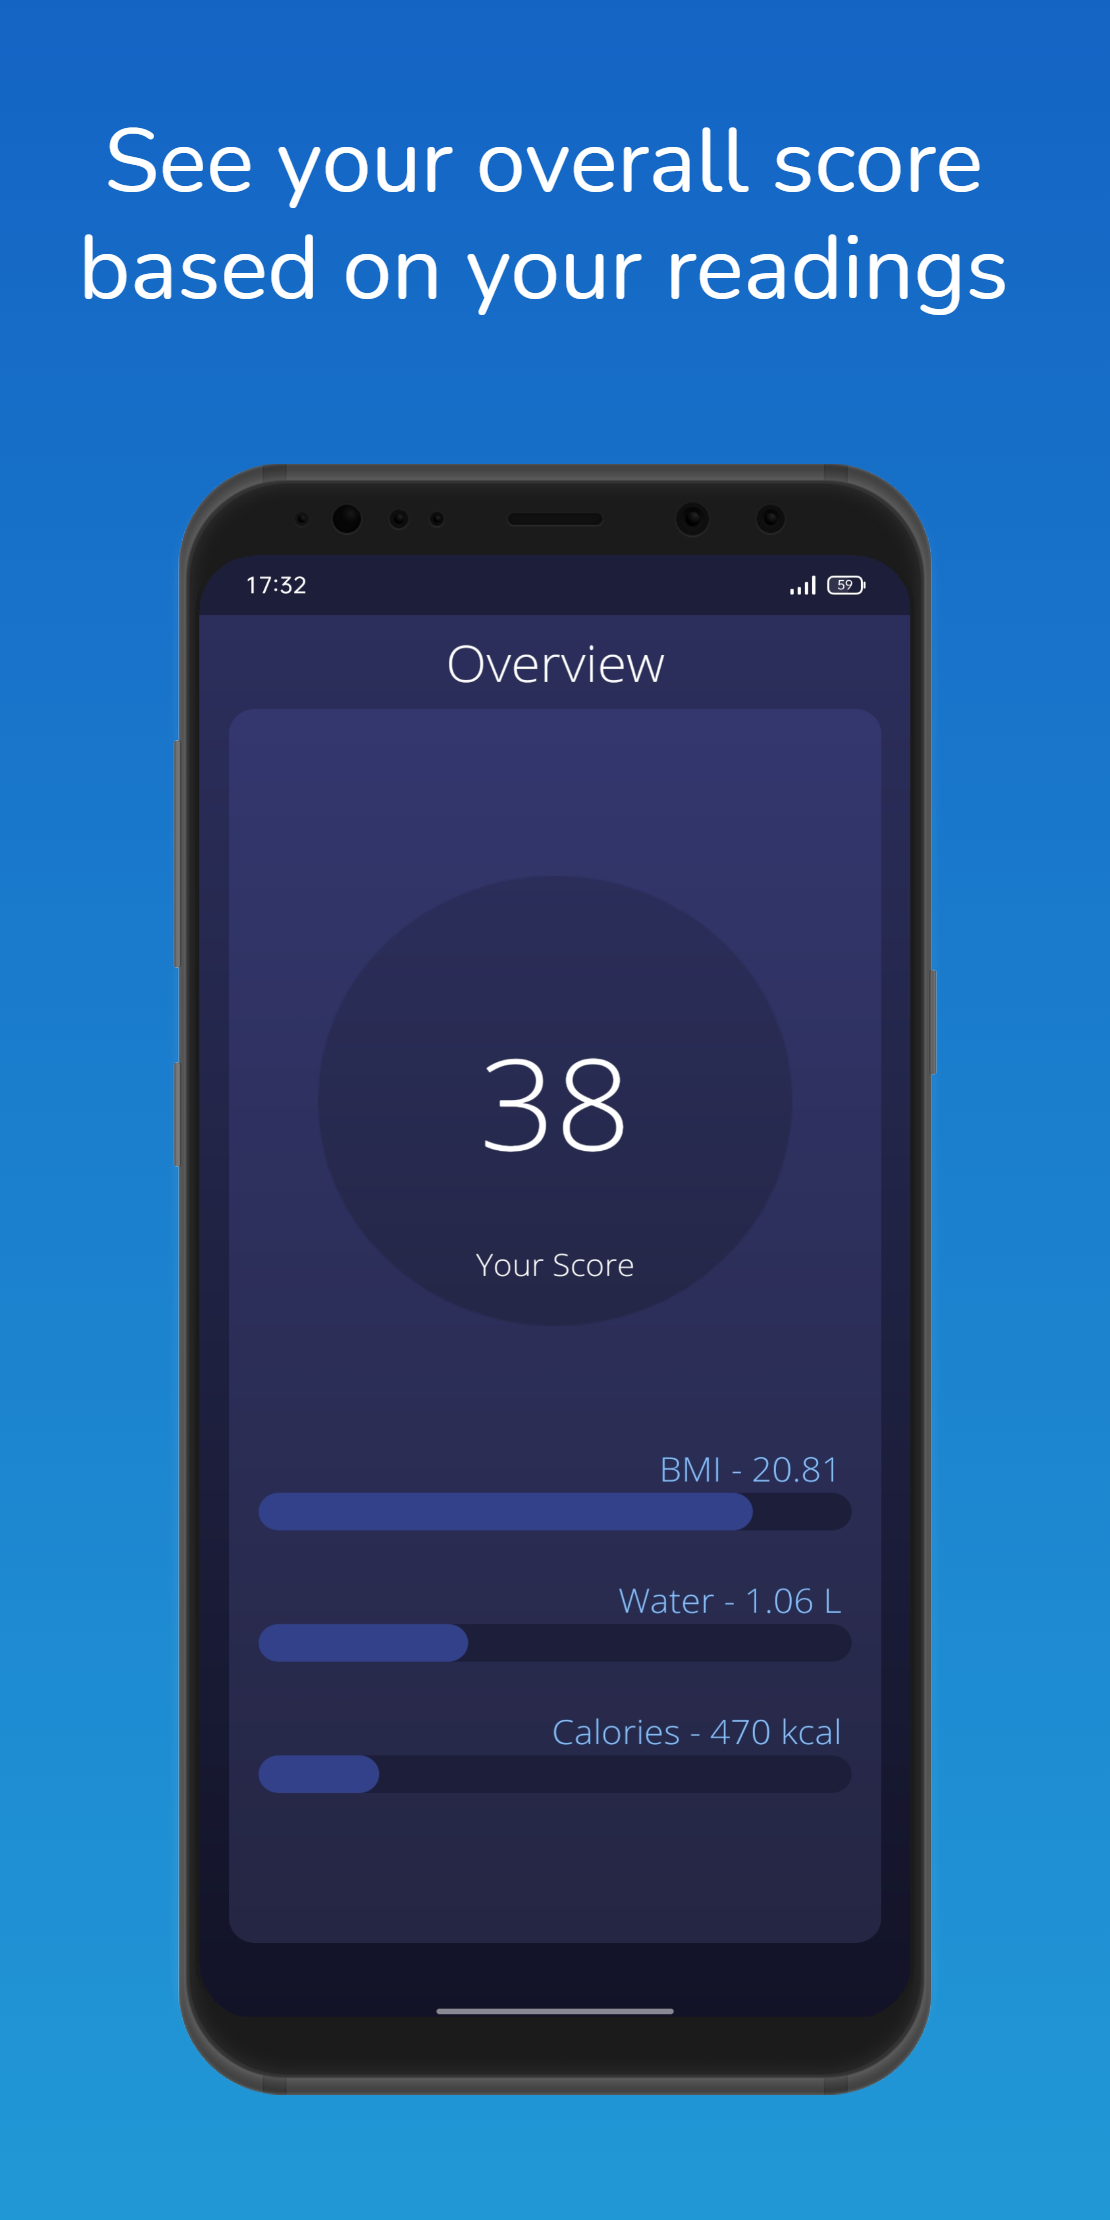 See your overall score
based on your readings
17:32
59
Overview
38
Your Score
BMI - 20.81
Water - 1.06 L
Calories - 470 kcal